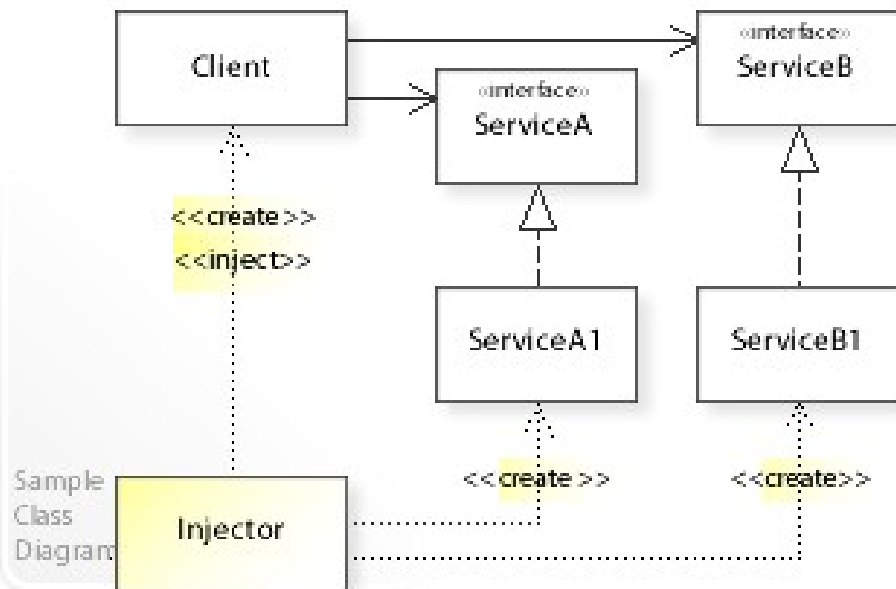 Client
«interface»
ServiceB
«interface»
ServiceA
<<create>>
<<inject>>
ServiceA1
ServiceB1
<<create>>
<<create>>
Injector
Sample
Class
Diagram